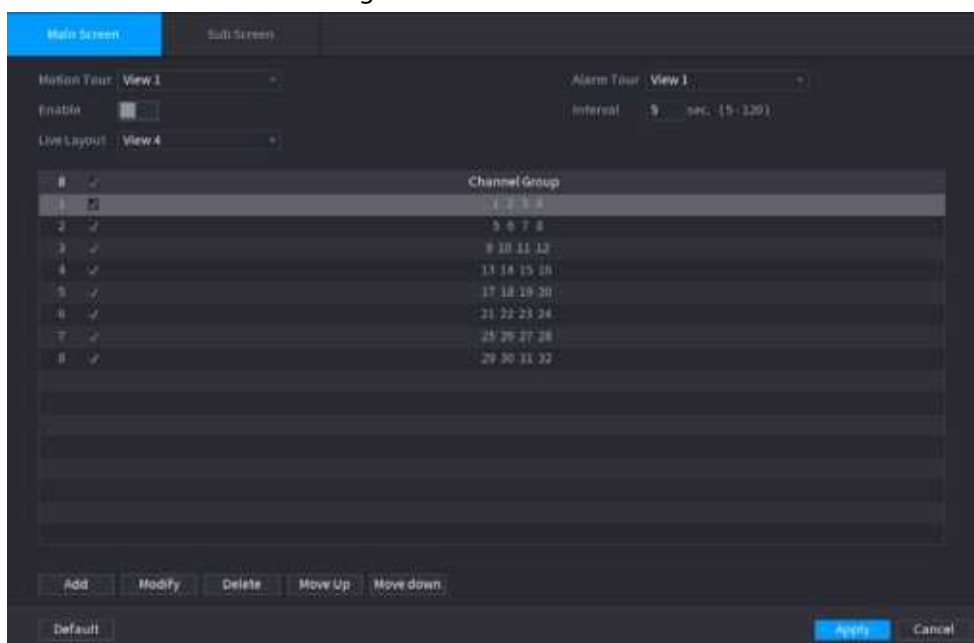 Main Screen Sub Screen
Motion Tour View 1 Alarm Tour View 1
Enable Interval 5 sec. (5-120)
Live Layout View 4
# Channel Group
1 1 2 3 4
2 5 6 7 8
3 9 10 11 12
4 13 14 15 16
5 17 18 19 20
6 21 22 23 24
7 25 26 27 28
8 29 30 31 32
Add Modify Delete Move Up Move down
Default Apply Cancel